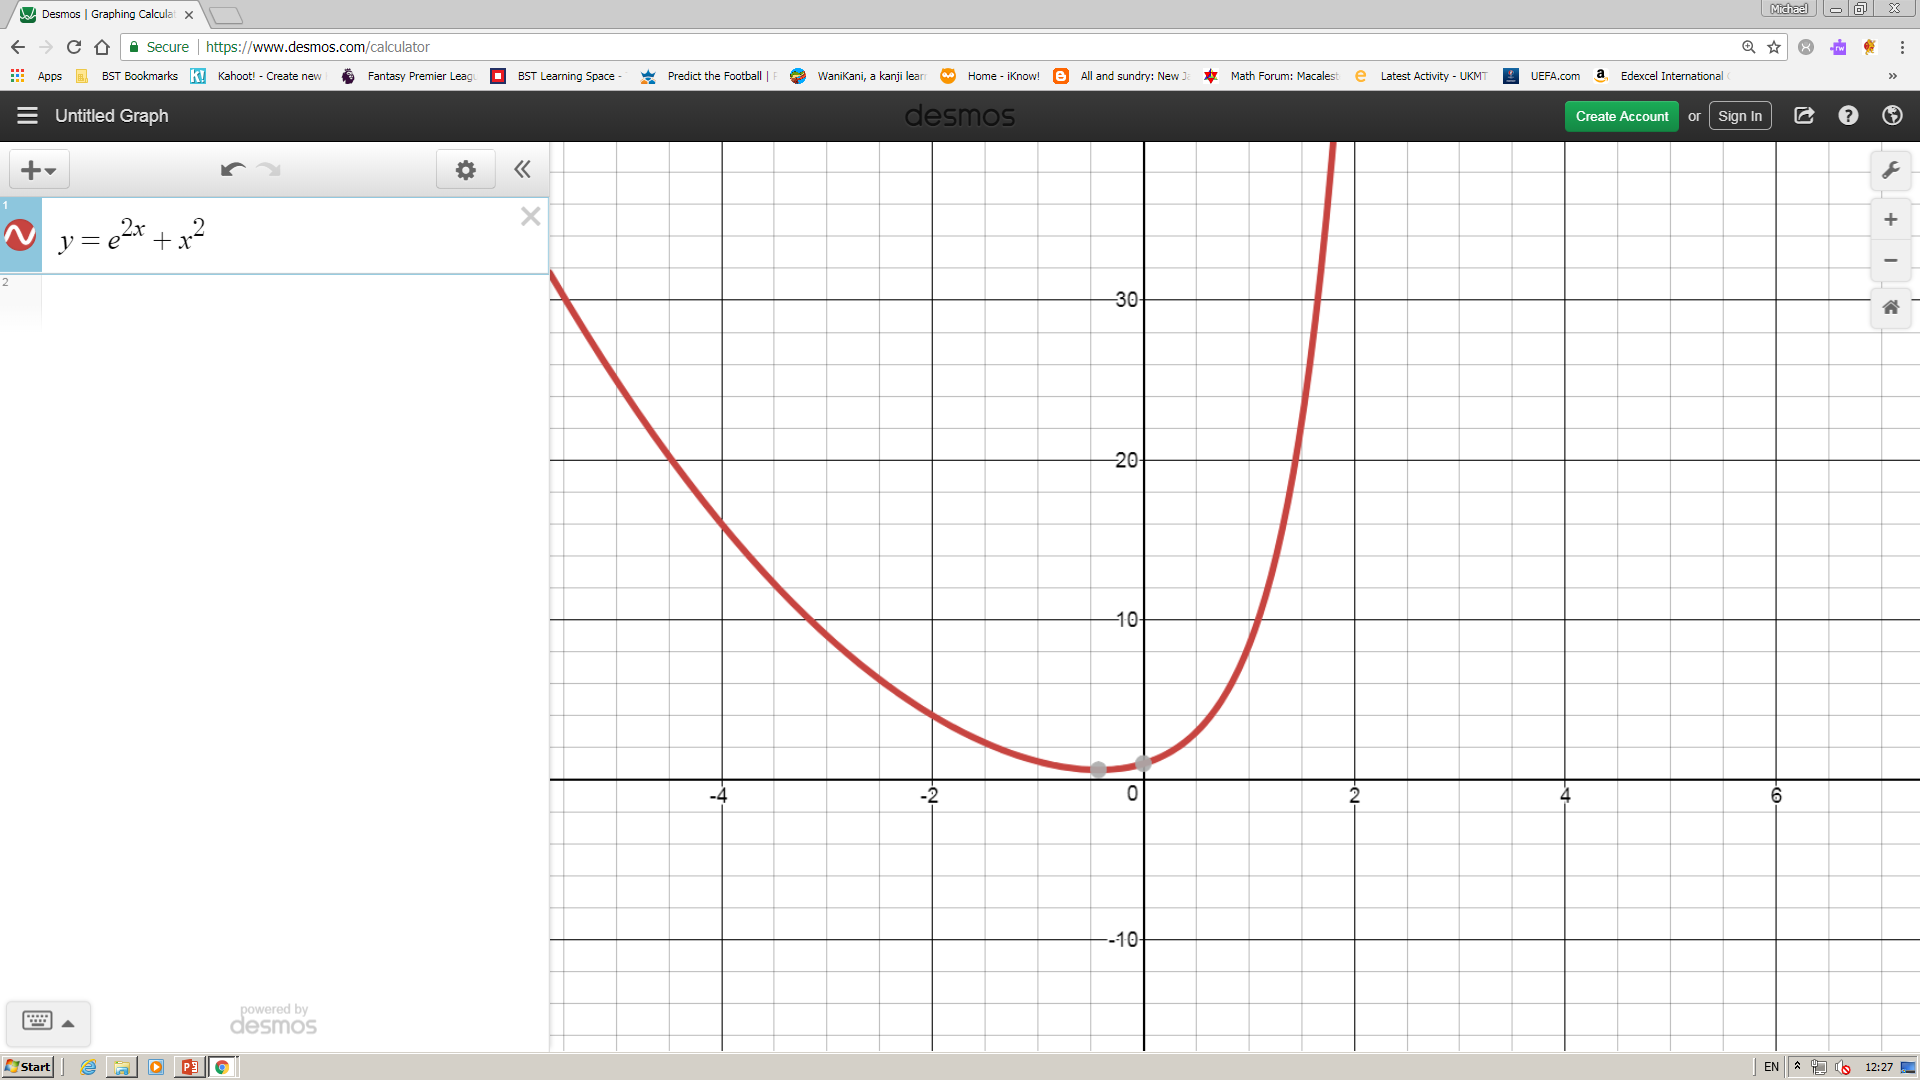 Desmos | Graphing Calcula
Michael
Secure https://www.desmos.com/calculator
Apps BST Bookmarks Kahoot! - Create new Fantasy Premier Leag BST Learning Space - Predict the Football | WaniKani, a kanji lear Home - iKnow! All and sundry: New Math Forum: Macalest Latest Activity - UKMT UEFA.com Edexcel International »
Untitled Graph desmos Create Account or Sign In
1
y = e^{2x} + x^2
2
30
20
10
-4 -2 0 2 4 6
-10
powered by
desmos
Start EN 12:27